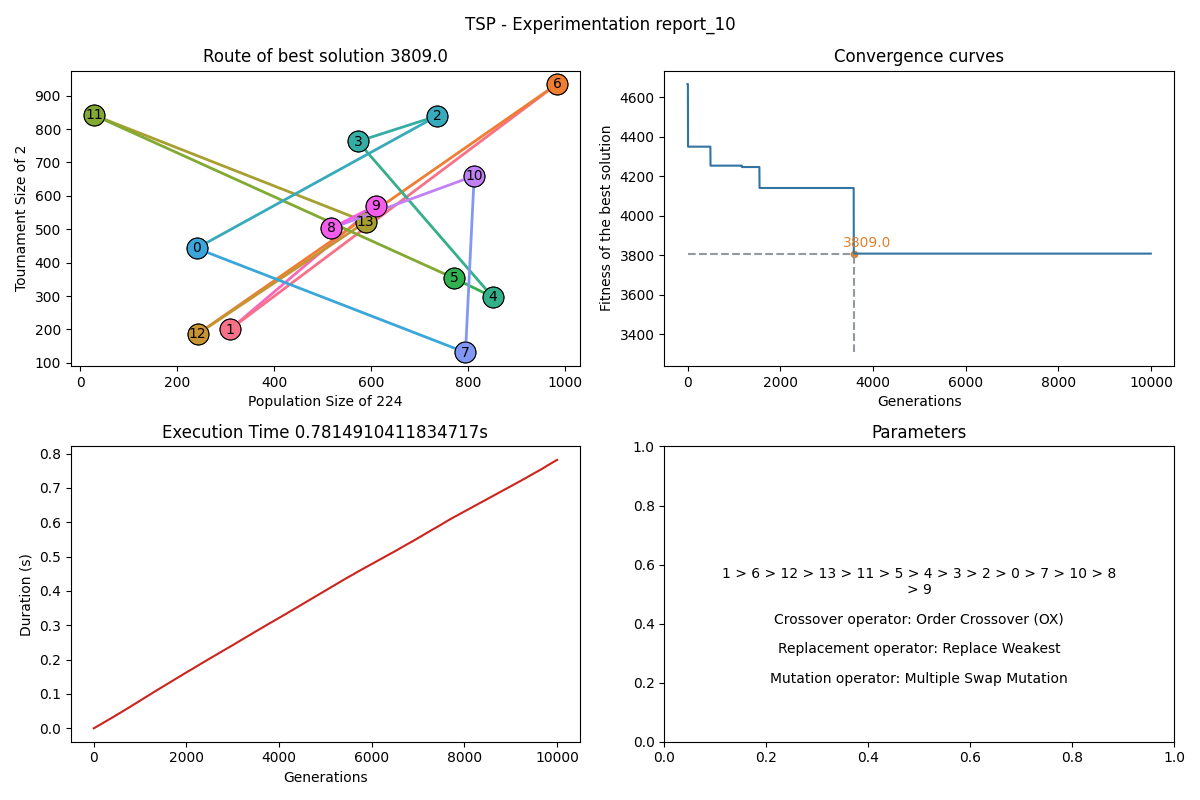 TSP - Experimentation report_10
Route of best solution 3809.0
900
800
700
600
500
400
300
200
100
Tournament Size of 2
0 200 400 600 800 1000
Population Size of 224
11
6
2
3
10
9
13
8
0
5
4
12
1
7
Convergence curves
4600
4400
4200
4000
3800
3600
3400
Fitness of the best solution
3809.0
0 2000 4000 6000 8000 10000
Generations
Execution Time 0.7814910411834717s
0.8
0.7
0.6
0.5
0.4
0.3
0.2
0.1
0.0
Duration (s)
0 2000 4000 6000 8000 10000
Generations
Parameters
1.0
0.8
0.6
0.4
0.2
0.0
1 > 6 > 12 > 13 > 11 > 5 > 4 > 3 > 2 > 0 > 7 > 10 > 8
> 9
Crossover operator: Order Crossover (OX)
Replacement operator: Replace Weakest
Mutation operator: Multiple Swap Mutation
0.0 0.2 0.4 0.6 0.8 1.0